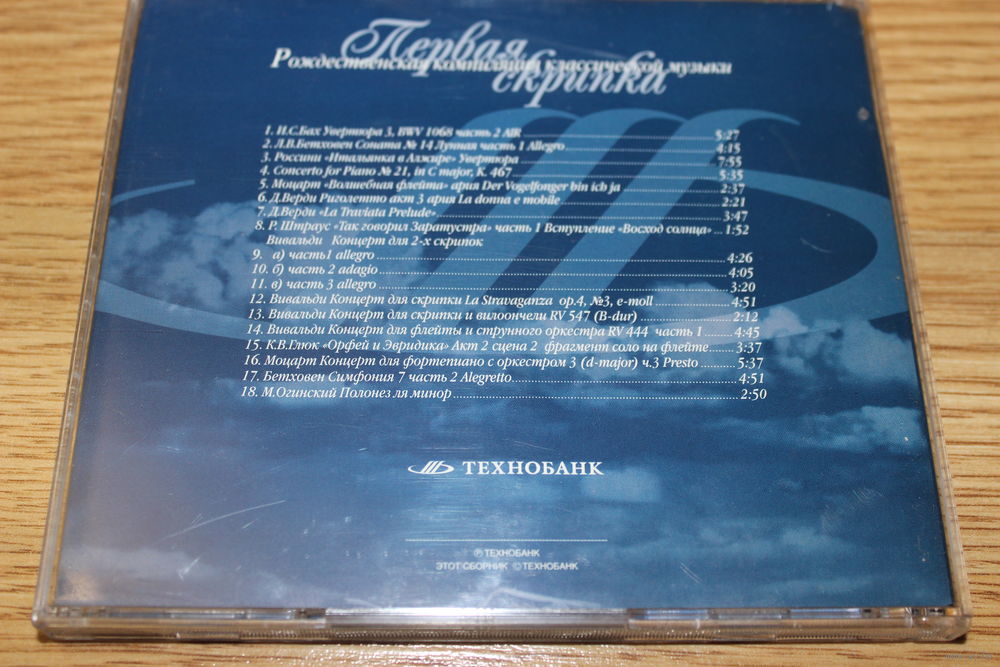 Первая
скрипка
Рождественская компиляция классической музыки
1. И.С.Бах Увертюра 3, BWV 1068 часть 2 AIR 5:27
2. Л.В.Бетховен Соната № 14 Лунная часть 1 Allegro 4:15
3. Россини «Итальянка в Алжире» Увертюра 7:55
4. Concerto for Piano № 21, in C major, K. 467 5:35
5. Моцарт «Волшебная флейта» ария Der Vogelfonger bin ich ja 2:37
6. Д.Верди Риголетто акт 3 ария La donna e mobile 2:21
7. Д.Верди «La Traviata Prelude» 3:47
8. Р. Штраус «Так говорил Заратустра» часть 1 Вступление «Восход солнца» ... 1:52
Вивальди Концерт для 2-х скрипок
9. а) часть1 allegro 4:26
10. б) часть 2 adagio 4:05
11. в) часть 3 allegro 3:20
12. Вивальди Концерт для скрипки La Stravaganza op.4, №3, e-moll 4:51
13. Вивальди Концерт для скрипки и вилоончели RV 547 (B-dur) 2:12
14. Вивальди Концерт для флейты и струнного оркестра RV 444 часть 1 4:45
15. К.В.Глюк «Орфей и Эвридика» Акт 2 сцена 2 фрагмент соло на флейте 3:37
16. Моцарт Концерт для фортепиано с оркестром 3 (d-major) ч.3 Presto 5:37
17. Бетховен Симфония 7 часть 2 Alegretto 4:51
18. М.Огинский Полонез ля минор 2:50
ТЕХНОБАНК
℗ ТЕХНОБАНК
ЭТОТ СБОРНИК © ТЕХНОБАНК